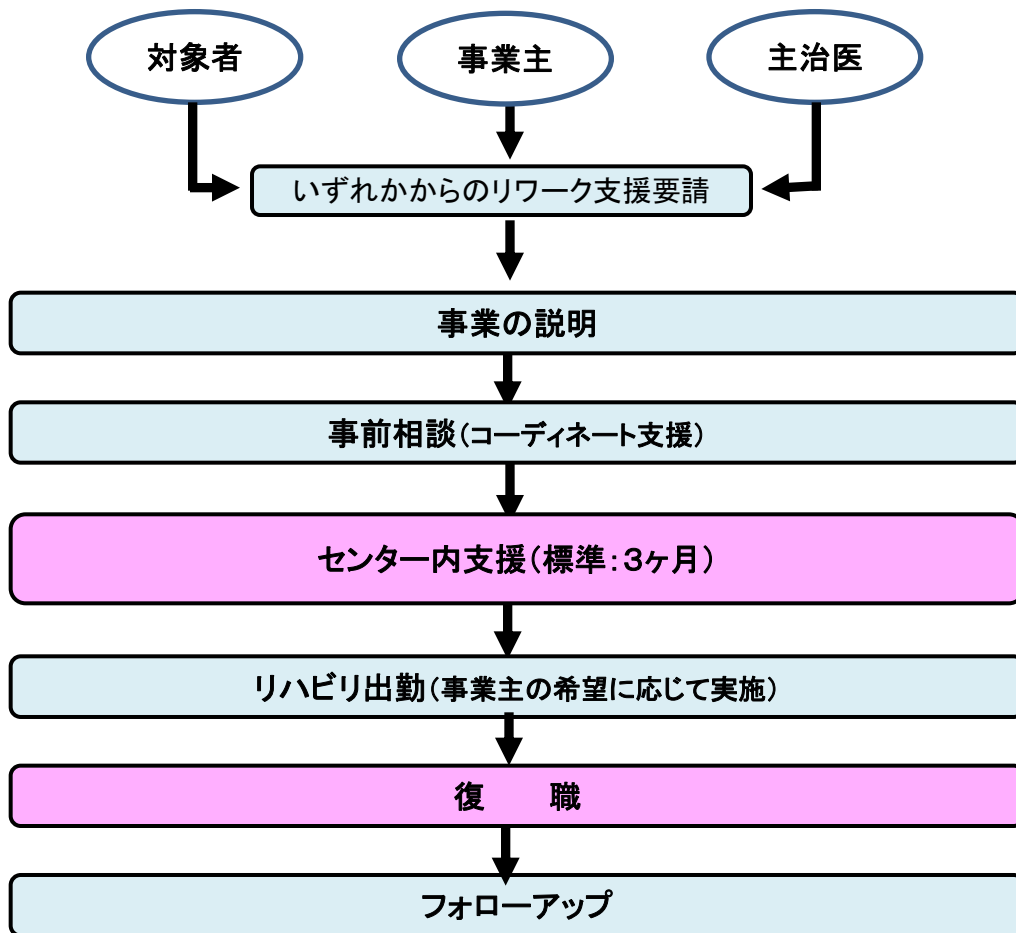 対象者
事業主
主治医
いずれかからのリワーク支援要請
事業の説明
事前相談（コーディネート支援）
センター内支援（標準：３ヶ月）
リハビリ出勤（事業主の希望に応じて実施）
復　　職
フォローアップ